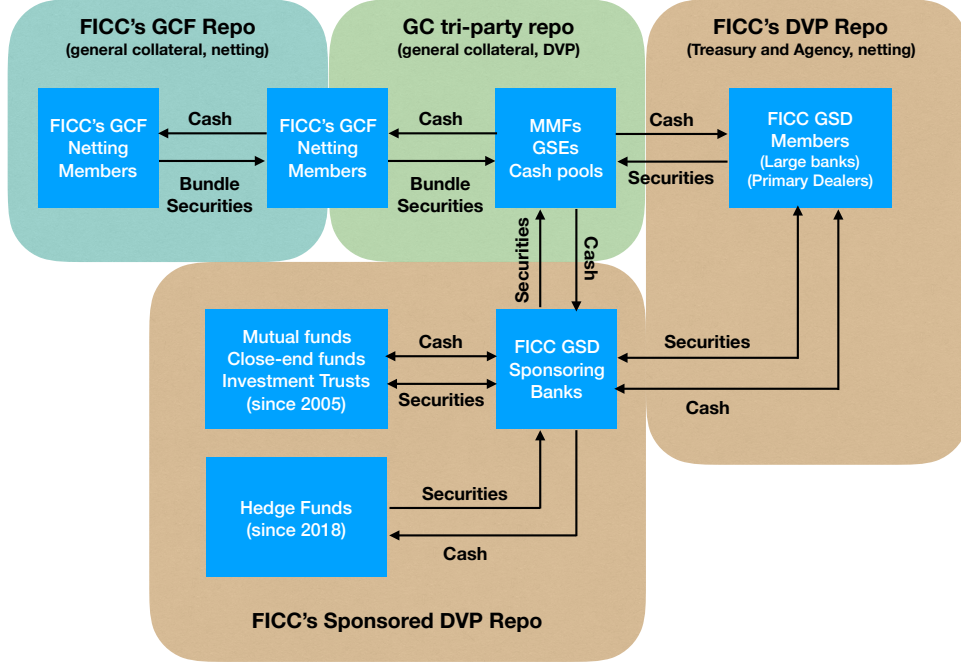 FICC's GCF Repo
(general collateral, netting)
GC tri-party repo
(general collateral, DVP)
FICC's DVP Repo
(Treasury and Agency, netting)
FICC's GCF
Netting
Members
Cash
Bundle
Securities
FICC's GCF
Netting
Members
Cash
Bundle
Securities
MMFs
GSEs
Cash pools
Cash
Securities
FICC GSD
Members
(Large banks)
(Primary Dealers)
Securities
Cash
Mutual funds
Close-end funds
Investment Trusts
(since 2005)
Cash
Securities
FICC GSD
Sponsoring
Banks
Securities
Cash
Hedge Funds
(since 2018)
Securities
Cash
FICC's Sponsored DVP Repo